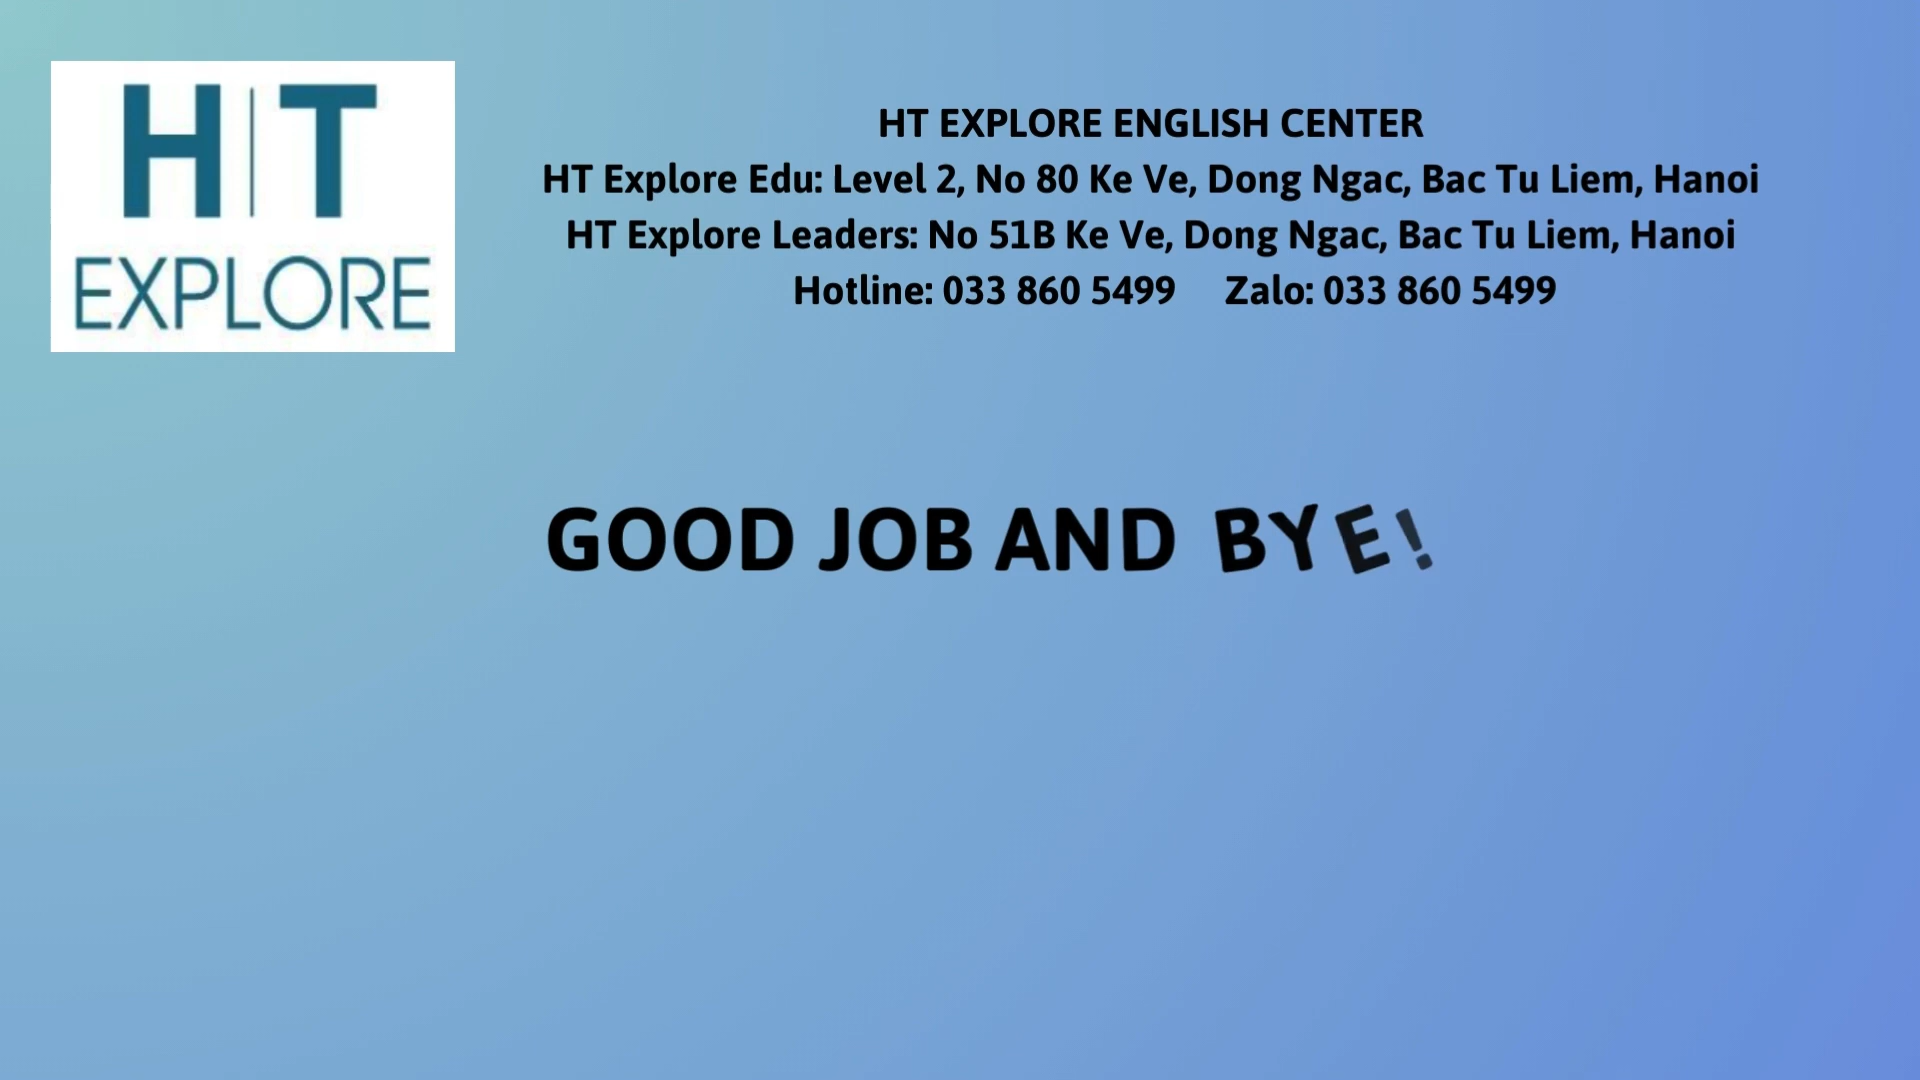 H|T
EXPLORE
HT EXPLORE ENGLISH CENTER
HT Explore Edu: Level 2, No 80 Ke Ve, Dong Ngac, Bac Tu Liem, Hanoi
HT Explore Leaders: No 51B Ke Ve, Dong Ngac, Bac Tu Liem, Hanoi
Hotline: 033 860 5499 Zalo: 033 860 5499
GOOD JOB AND BYE!